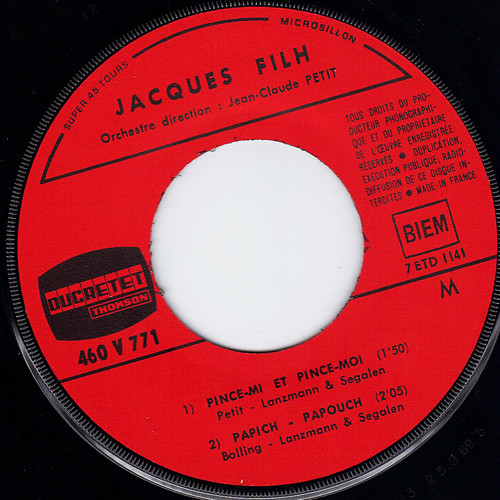 SUPER 45 TOURS
MICROSILLON
JACQUES FILH
Orchestre direction : Jean-Claude PETIT
TOUS DROITS DU PRO-
DUCTEUR PHONOGRAPHI-
QUE ET DU PROPRIÉTAIRE
DE L'ŒUVRE ENREGISTRÉE
RÉSERVÉS ● DUPLICATION,
EXÉCUTION PUBLIQUE, RADIO-
DIFFUSION DE CE DISQUE IN-
TERDITES ● MADE IN FRANCE
BIEM
7 ETD 1141
M
DUCRETET
THOMSON
460 V 771
1) PINCE-MI ET PINCE-MOI (1'50)
Petit - Lanzmann & Segalen
2) PAPICH - PAPOUCH (2'05)
Bolling - Lanzmann & Segalen